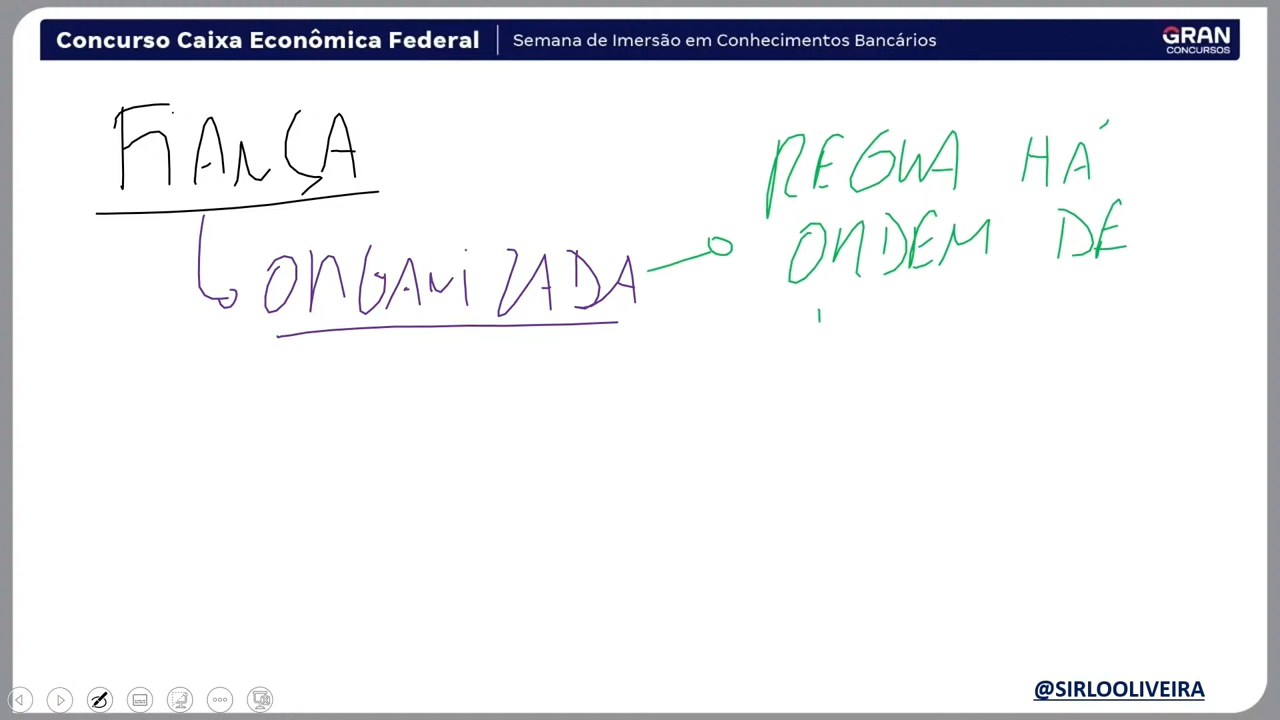 Concurso Caixa Econômica Federal
Semana de Imersão em Conhecimentos Bancários
GRAN
CONCURSOS
FIANÇA
ORGANIZADA
REGRA HÁ
ORDEM DE
@SIRLOOLIVEIRA